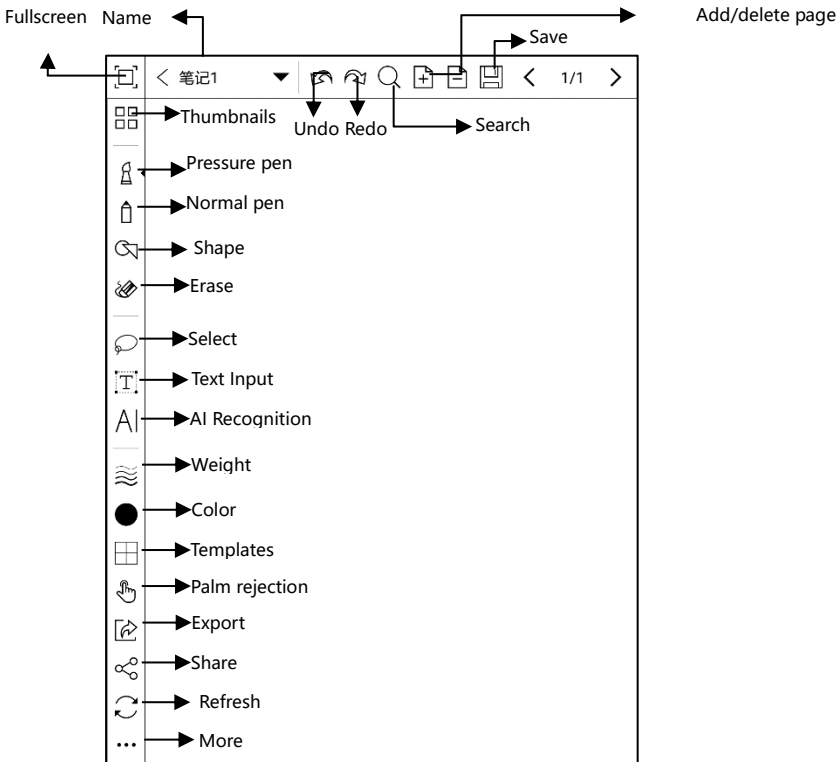 Fullscreen Name Add/delete page
Save
笔记1 1/1
Thumbnails Undo Redo Search
Pressure pen
Normal pen
Shape
Erase
Select
T Text Input
AI AI Recognition
Weight
Color
Templates
Palm rejection
Export
Share
Refresh
More